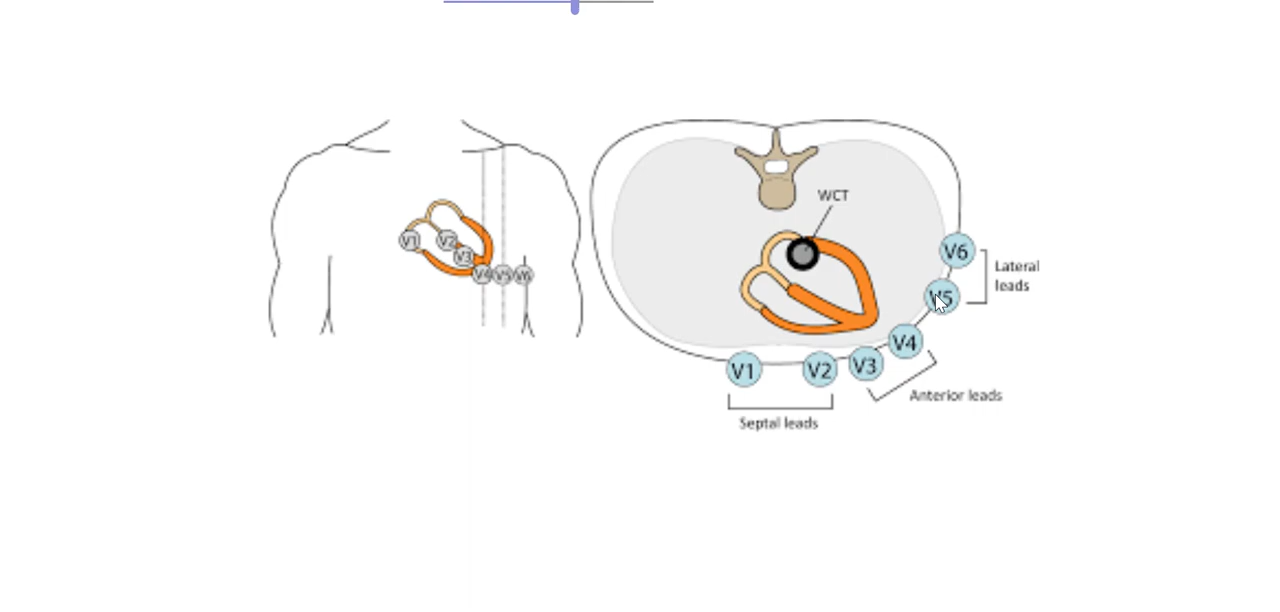 V1
V2
V3
V4
V5
V6
WCT
V6
Lateral
leads
V5
V4
V3
V1
V2
Anterior leads
Septal leads